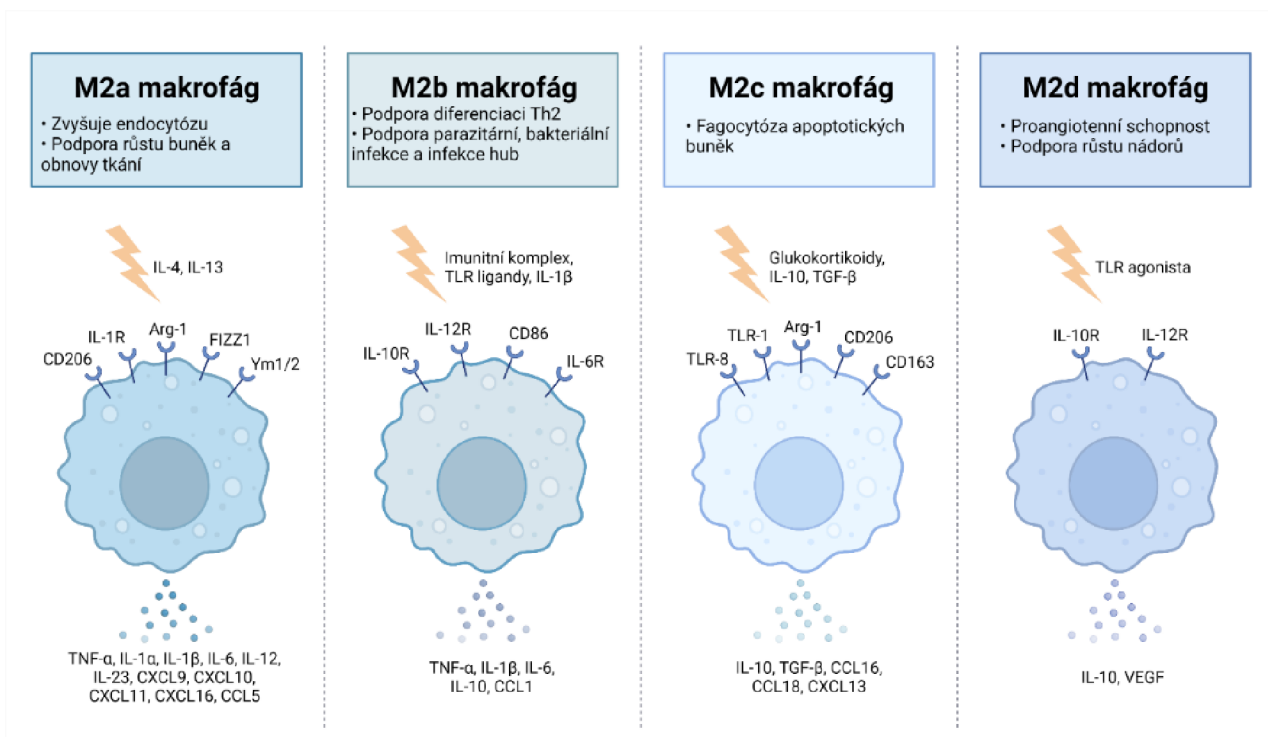 M2a makrofág
• Zvyšuje endocytózu
• Podpora růstu buněk a
obnovy tkání
IL-4, IL-13
CD206
IL-1R
Arg-1
FIZZ1
Ym1/2
TNF-α, IL-1α, IL-1β, IL-6, IL-12,
IL-23, CXCL9, CXCL10,
CXCL11, CXCL16, CCL5
M2b makrofág
• Podpora diferenciaci Th2
• Podpora parazitární, bakteriální
infekce a infekce hub
Imunitní komplex,
TLR ligandy, IL-1β
IL-10R
IL-12R
CD86
IL-6R
TNF-α, IL-1β, IL-6,
IL-10, CCL1
M2c makrofág
• Fagocytóza apoptotických
buněk
Glukokortikoidy,
IL-10, TGF-β
TLR-8
TLR-1
Arg-1
CD206
CD163
IL-10, TGF-β, CCL16,
CCL18, CXCL13
M2d makrofág
• Proangiotenní schopnost
• Podpora růstu nádorů
TLR agonista
IL-10R
IL-12R
IL-10, VEGF